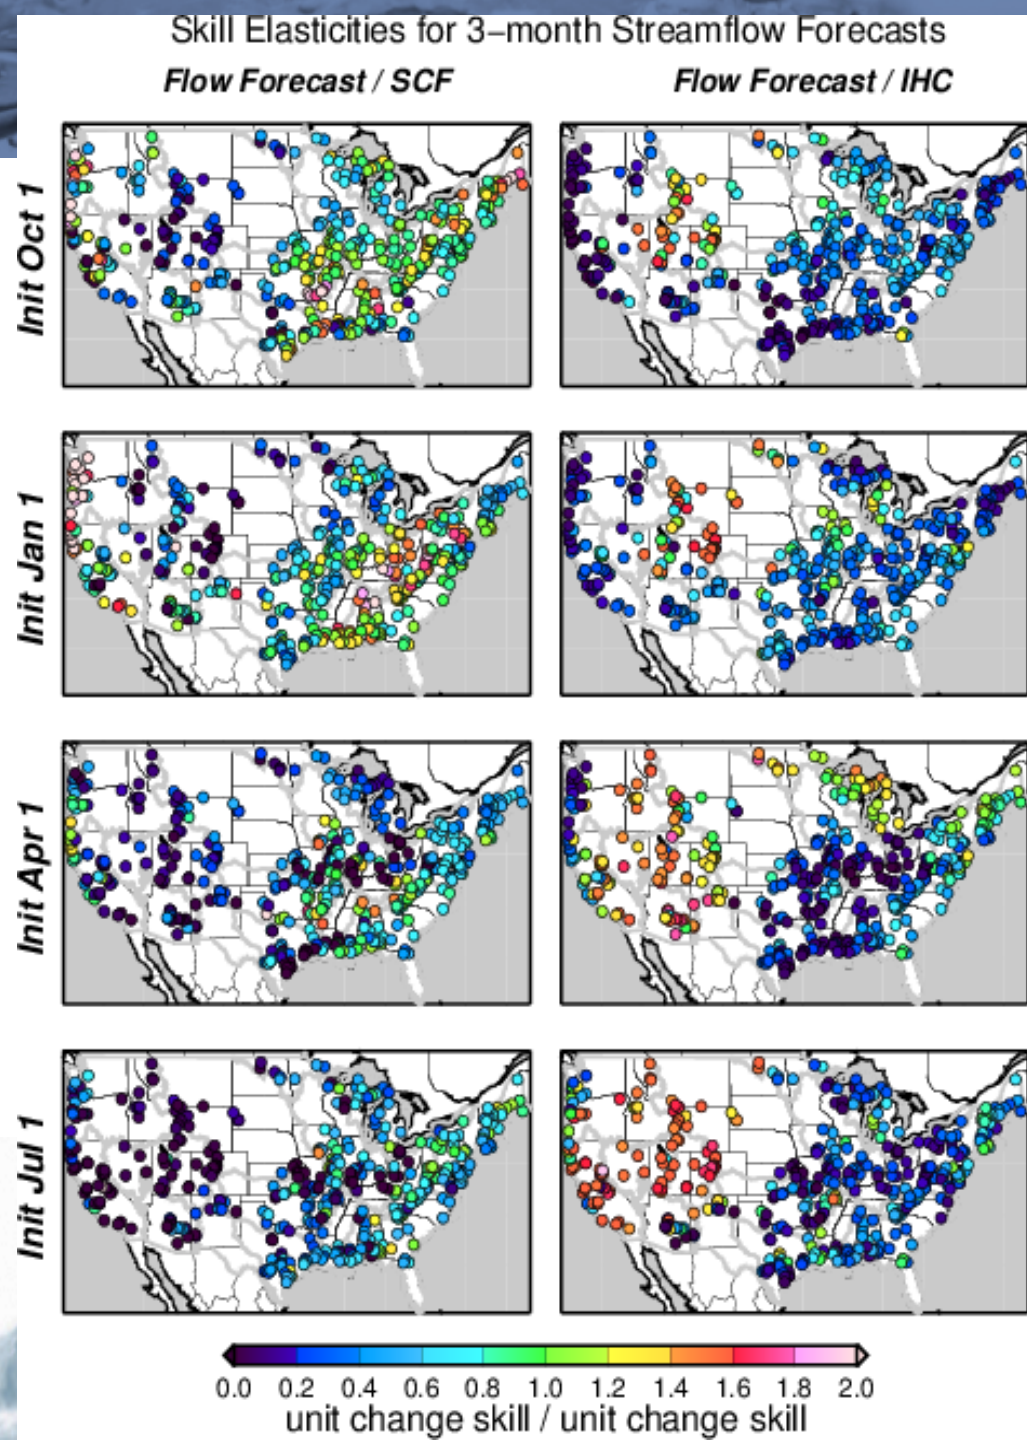 Skill Elasticities for 3−month Streamflow Forecasts
Flow Forecast / SCF
Flow Forecast / IHC
Init Oct 1
Init Jan 1
Init Apr 1
Init Jul 1
0.0 0.2 0.4 0.6 0.8 1.0 1.2 1.4 1.6 1.8 2.0
unit change skill / unit change skill